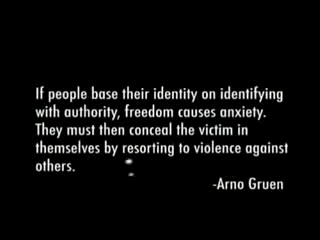 If people base their identity on identifying
with authority, freedom causes anxiety.
They must then conceal the victim in
themselves by resorting to violence against
others.
-Arno Gruen